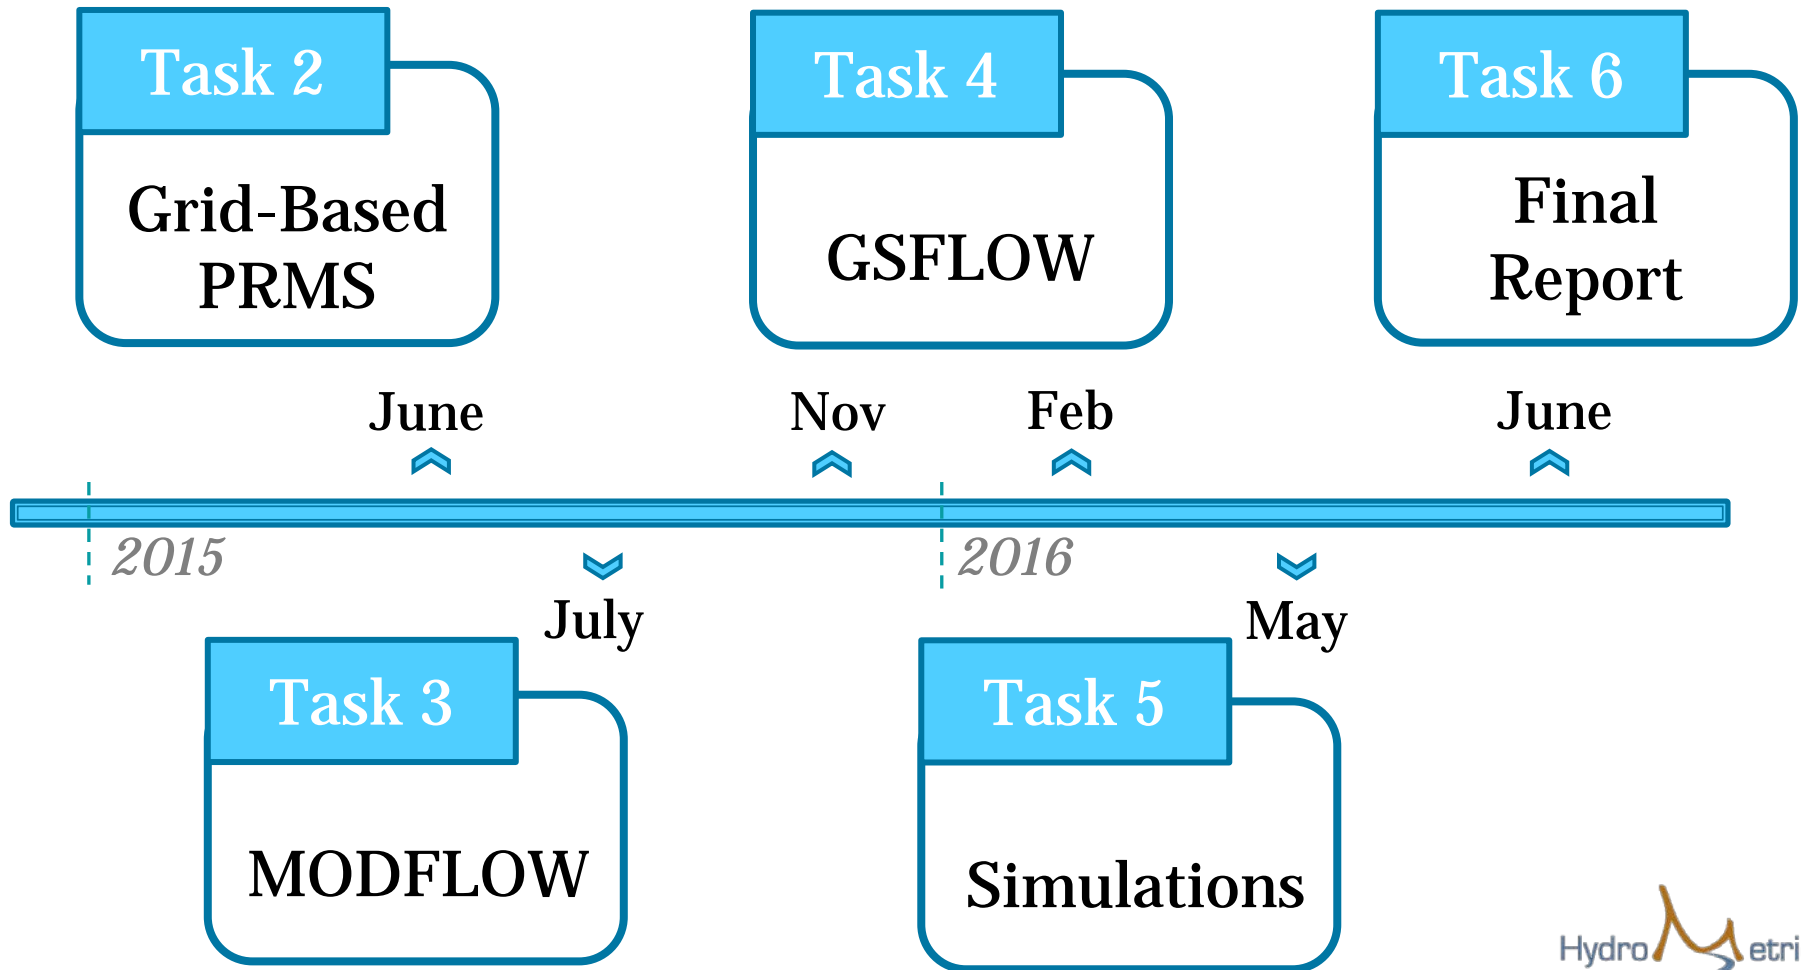 Task 2
Grid-Based
PRMS
Task 4
GSFLOW
Task 6
Final
Report
June
Nov
Feb
June
2015
2016
July
May
Task 3
MODFLOW
Task 5
Simulations
Hydro Metri